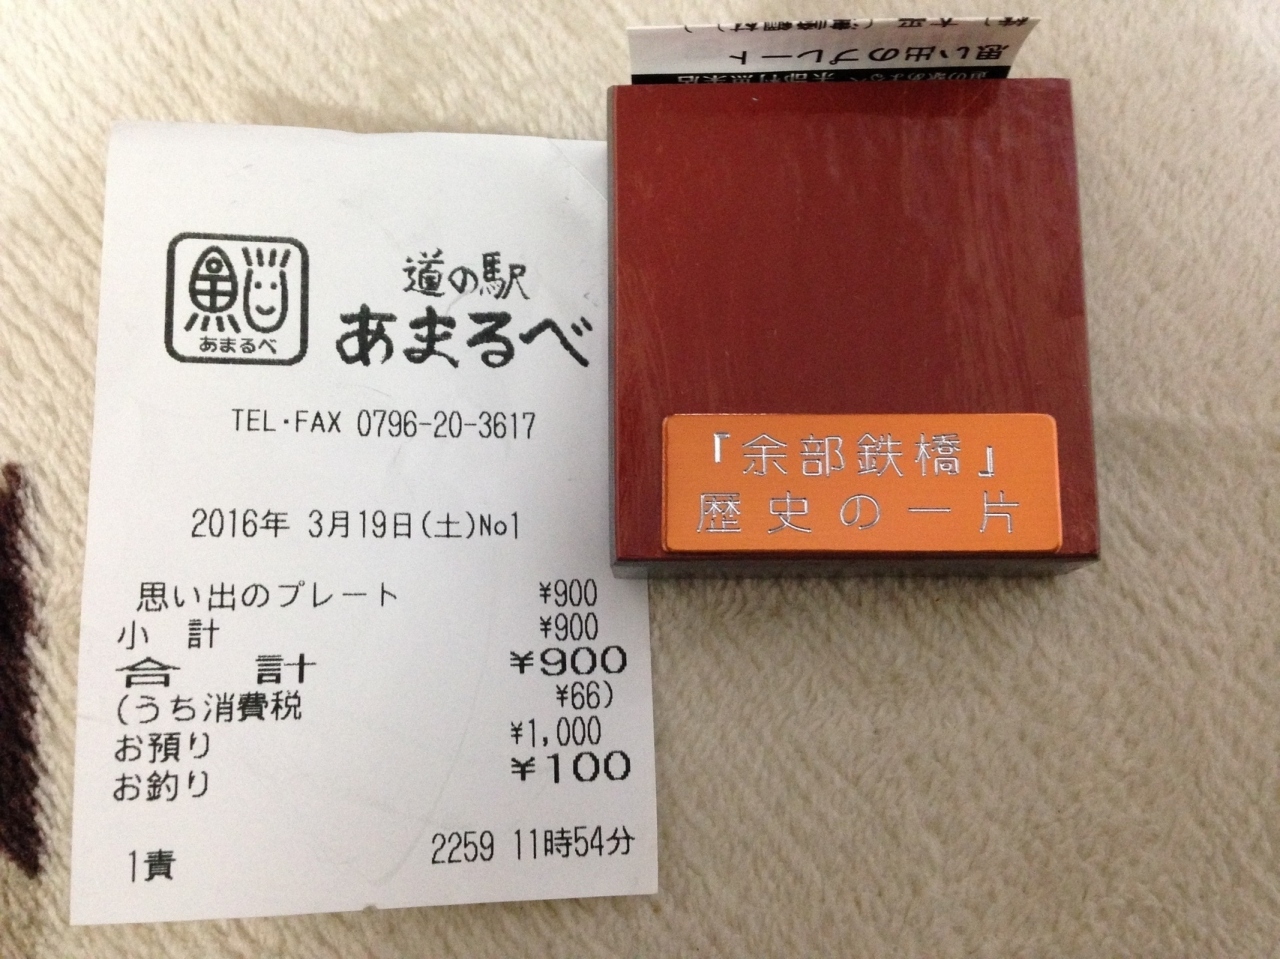 あまるべ
道の駅
あまるべ
TEL・FAX 0796-20-3617
2016年 3月19日(土)No1
思い出のプレート ¥900
小 計 ¥900
合 計 ¥900
(うち消費税 ¥66)
お預り ¥1,000
お釣り ¥100
2259 11時54分
1責
思い出のプレート
『余部鉄橋』
歴史の一片